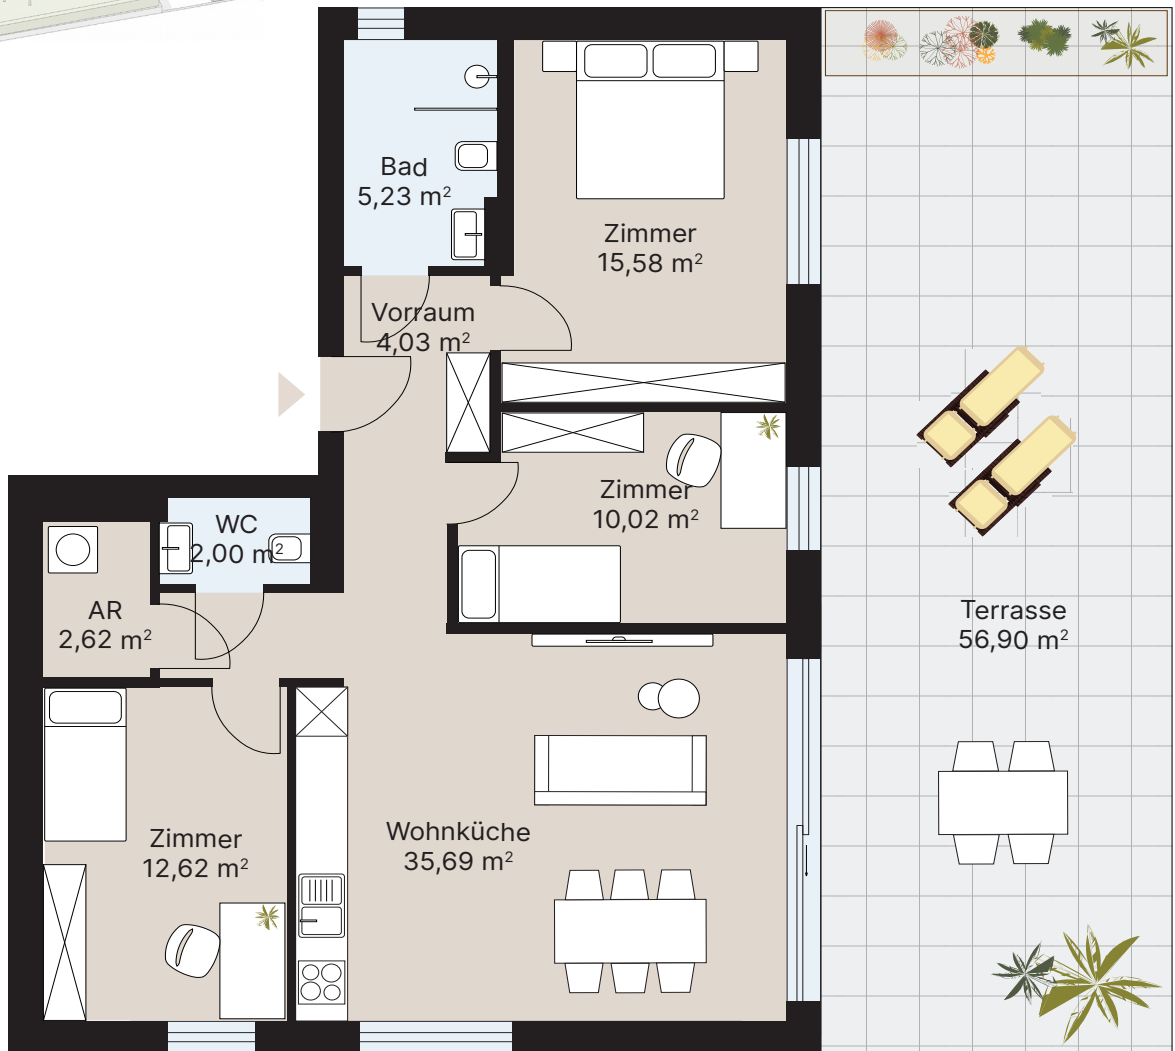 Bad
5,23 m²
Zimmer
15,58 m²
Vorraum
4,03 m²
Zimmer
10,02 m²
WC
2,00 m²
AR
2,62 m²
Terrasse
56,90 m²
Zimmer
12,62 m²
Wohnküche
35,69 m²